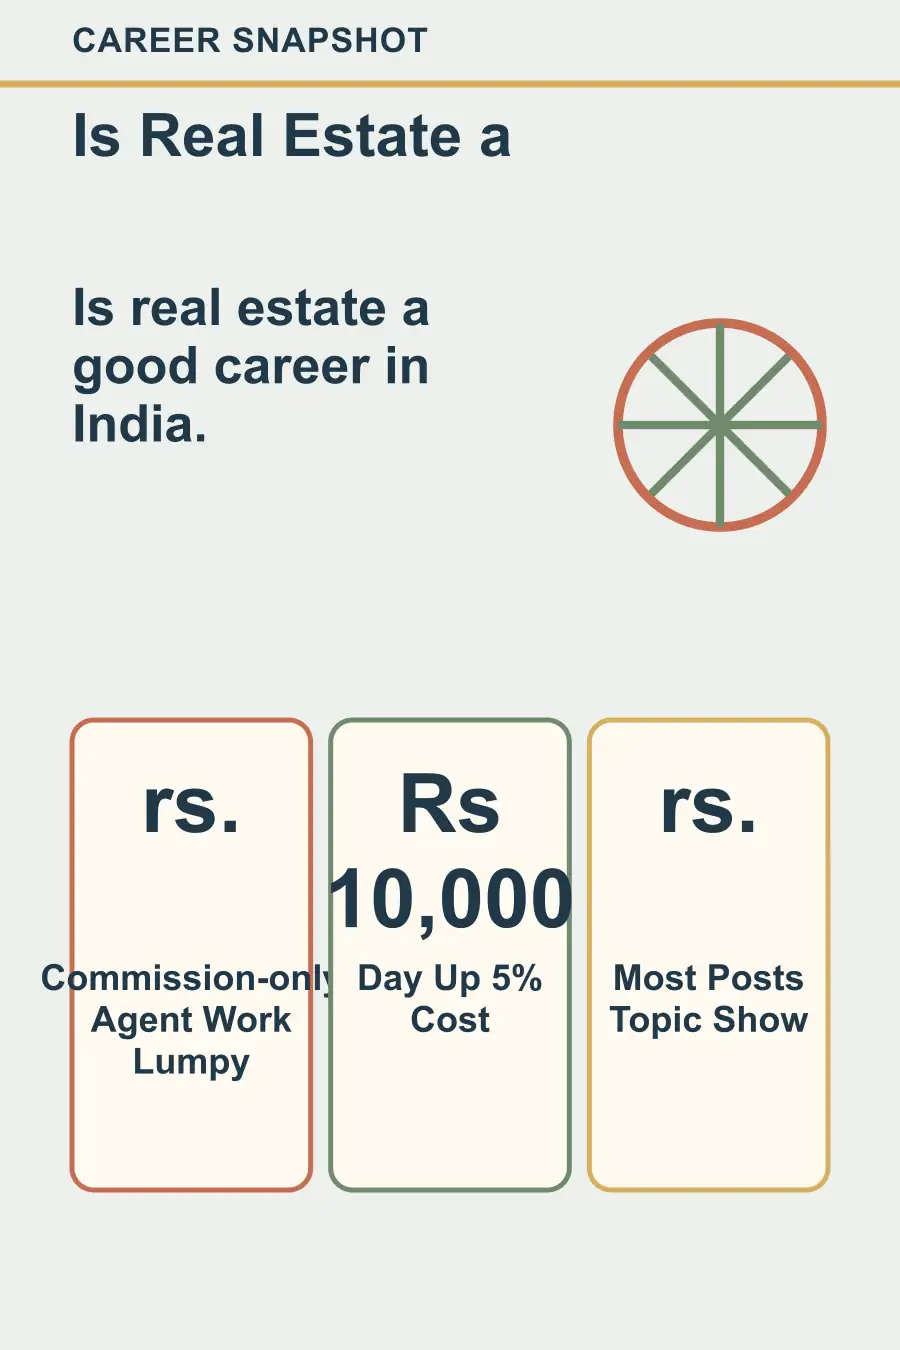 CAREER SNAPSHOT
Is Real Estate a
Is real estate a
good career in
India.
rs.
Commission-only
Agent Work
Lumpy
Rs
10,000
Day Up 5%
Cost
rs.
Most Posts
Topic Show